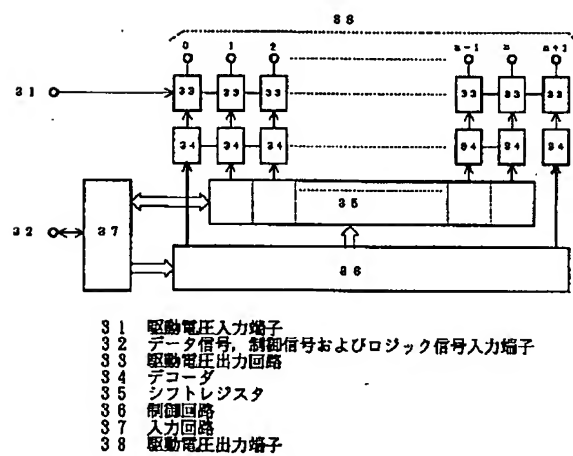 38
0 1 2 n-1 n n+1
31 33 33 33 33 33 33
34 34 34 34 34 34
35
32 37
36
31 駆動電圧入力端子
32 データ信号，制御信号およびロジック信号入力端子
33 駆動電圧出力回路
34 デコーダ
35 シフトレジスタ
36 制御回路
37 入力回路
38 駆動電圧出力端子